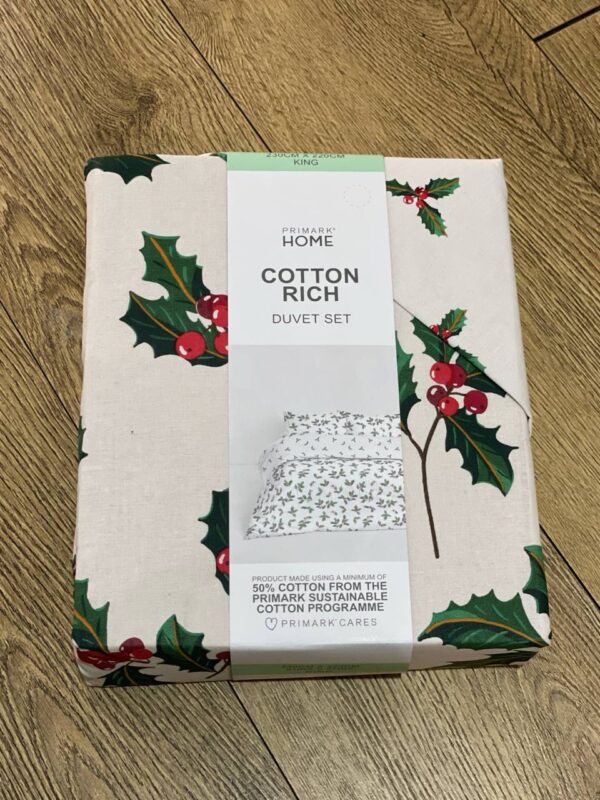 230CM X 220CM
KING
PRIMARK®
HOME
COTTON
RICH
DUVET SET
PRODUCT MADE USING A MINIMUM OF
50% COTTON FROM THE
PRIMARK SUSTAINABLE
COTTON PROGRAMME
PRIMARK® CARES